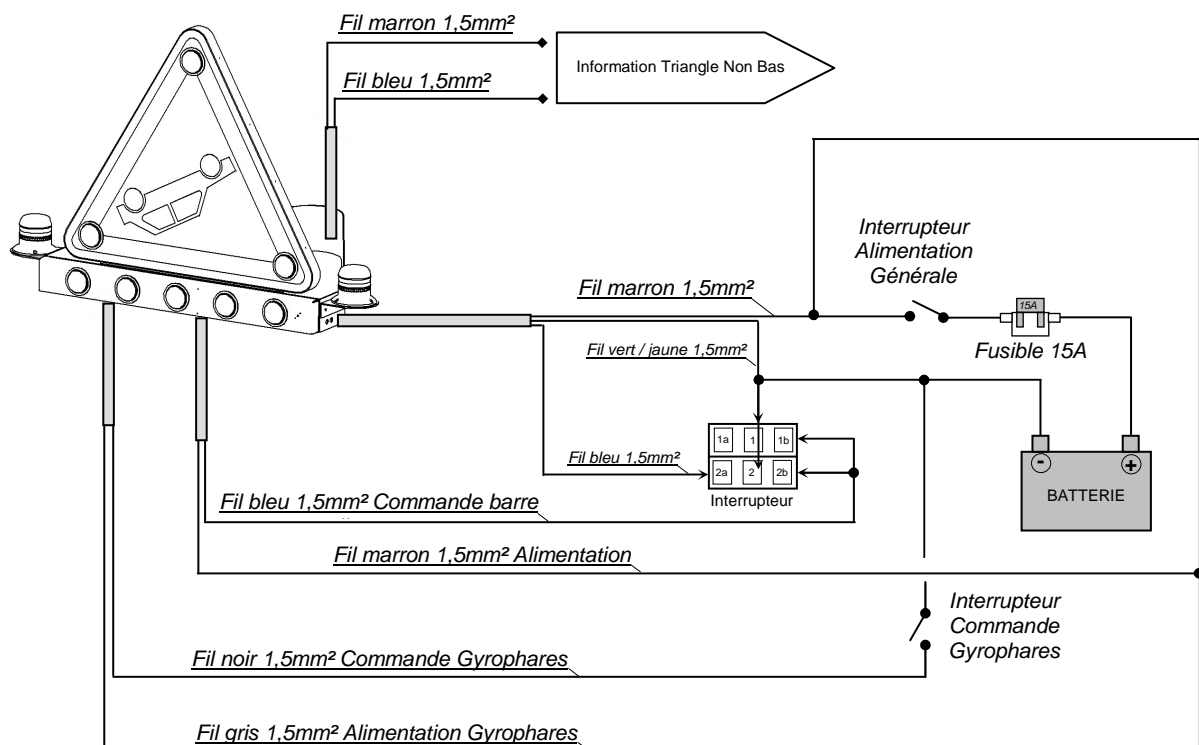 Fil marron 1,5mm²
Information Triangle Non Bas
Fil bleu 1,5mm²
Interrupteur
Alimentation
Générale
Fil marron 1,5mm²
15A
Fusible 15A
Fil vert / jaune 1,5mm²
1a 1 1b
Fil bleu 1,5mm²
2a 2 2b
Interrupteur
- +
BATTERIE
Fil bleu 1,5mm² Commande barre
Fil marron 1,5mm² Alimentation
Interrupteur
Commande
Gyrophares
Fil noir 1,5mm² Commande Gyrophares
Fil gris 1,5mm² Alimentation Gyrophares